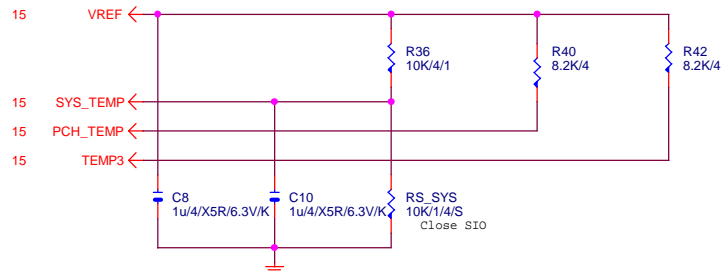 15 VREF
R36
10K/4/1
R40
8.2K/4
R42
8.2K/4
15 SYS_TEMP
15 PCH_TEMP
15 TEMP3
C8
1u/4/X5R/6.3V/K
C10
1u/4/X5R/6.3V/K
RS_SYS
10K/1/4/S
Close SIO